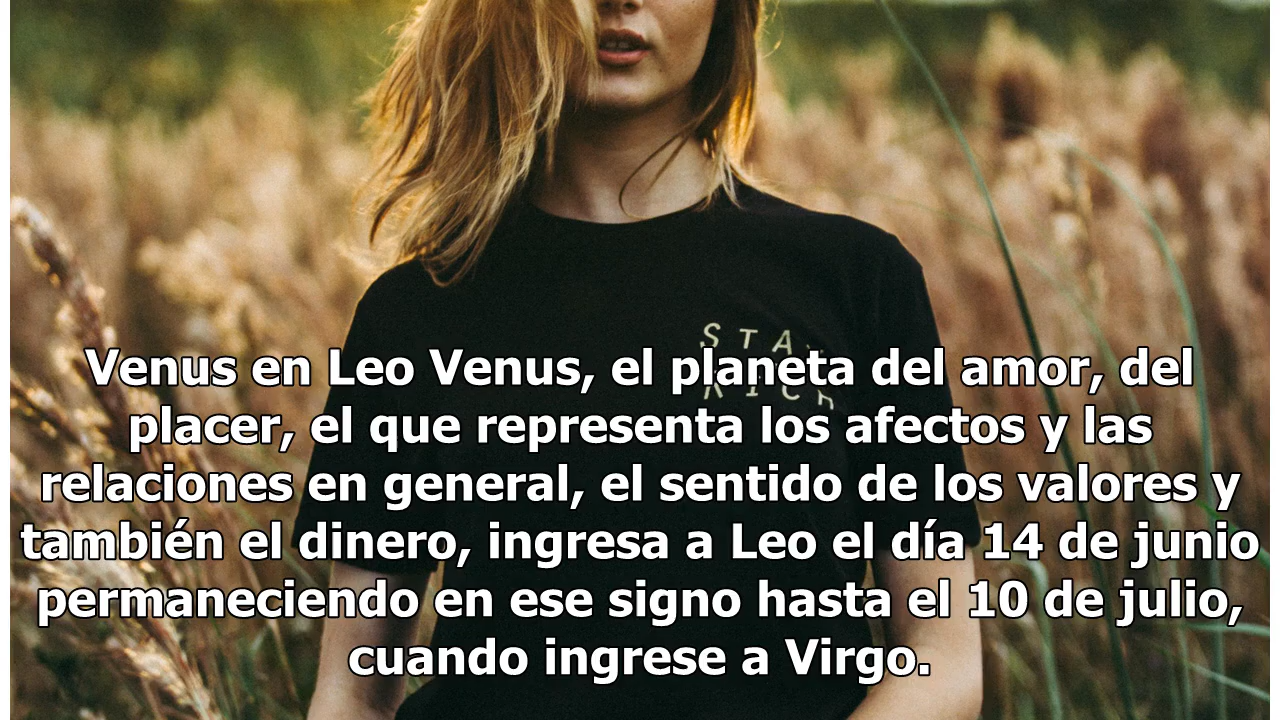 STAY
RICH
Venus en Leo Venus, el planeta del amor, del
placer, el que representa los afectos y las
relaciones en general, el sentido de los valores y
también el dinero, ingresa a Leo el día 14 de junio
permaneciendo en ese signo hasta el 10 de julio,
cuando ingrese a Virgo.